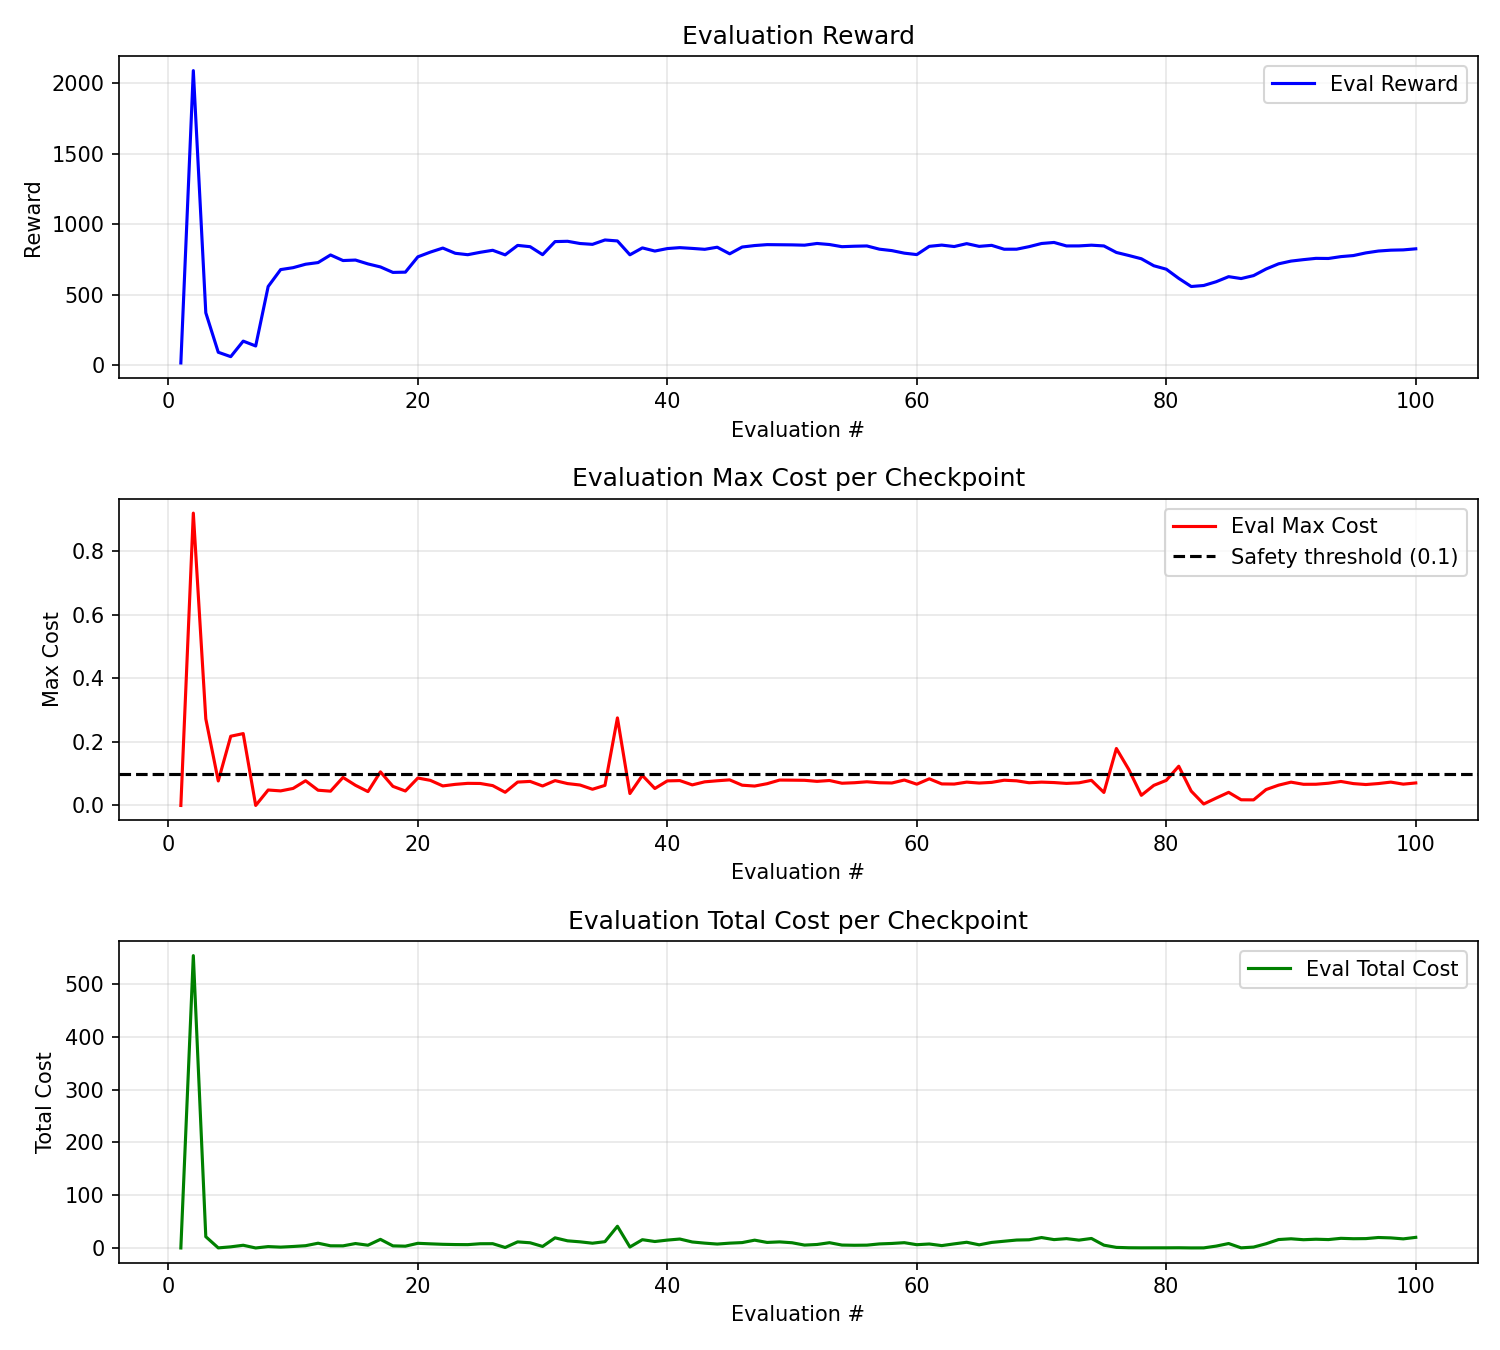 Evaluation Reward
Eval Reward
Reward
2000
1500
1000
500
0
0 20 40 60 80 100
Evaluation #
Evaluation Max Cost per Checkpoint
Eval Max Cost
Safety threshold (0.1)
Max Cost
0.8
0.6
0.4
0.2
0.0
0 20 40 60 80 100
Evaluation #
Evaluation Total Cost per Checkpoint
Eval Total Cost
Total Cost
500
400
300
200
100
0
0 20 40 60 80 100
Evaluation #